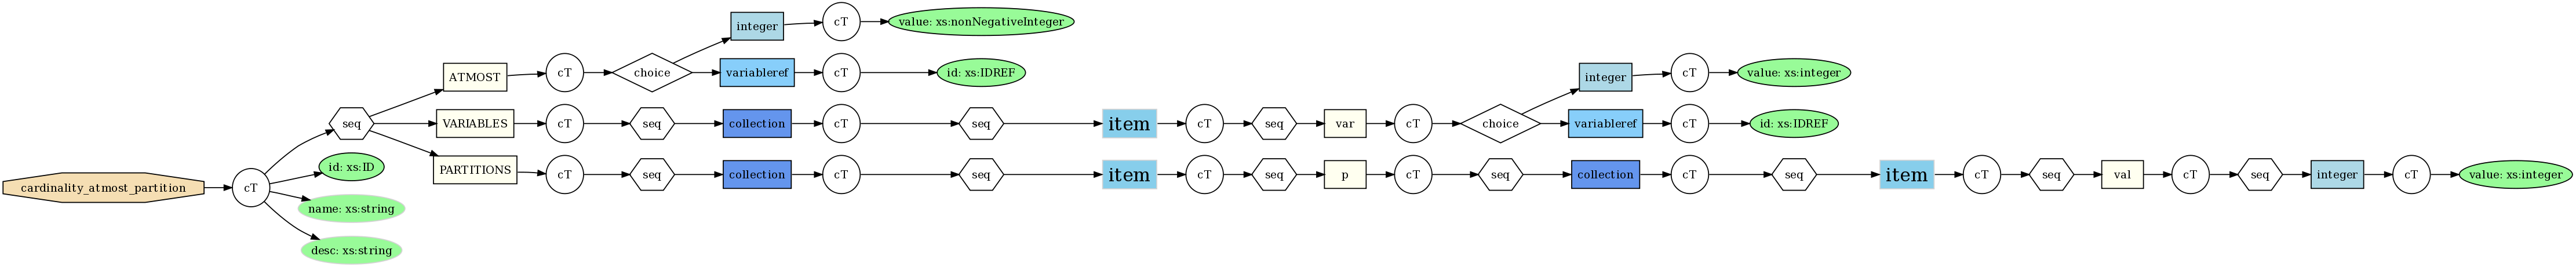 cardinality_atmost_partition
cT
seq
id: xs:ID
name: xs:string
desc: xs:string
ATMOST
cT
choice
integer
cT
value: xs:nonNegativeInteger
variableref
cT
id: xs:IDREF
VARIABLES
cT
seq
collection
cT
seq
item
cT
seq
var
cT
choice
integer
cT
value: xs:integer
variableref
cT
id: xs:IDREF
PARTITIONS
cT
seq
collection
cT
seq
item
cT
seq
p
cT
seq
collection
cT
seq
item
cT
seq
val
cT
seq
integer
cT
value: xs:integer